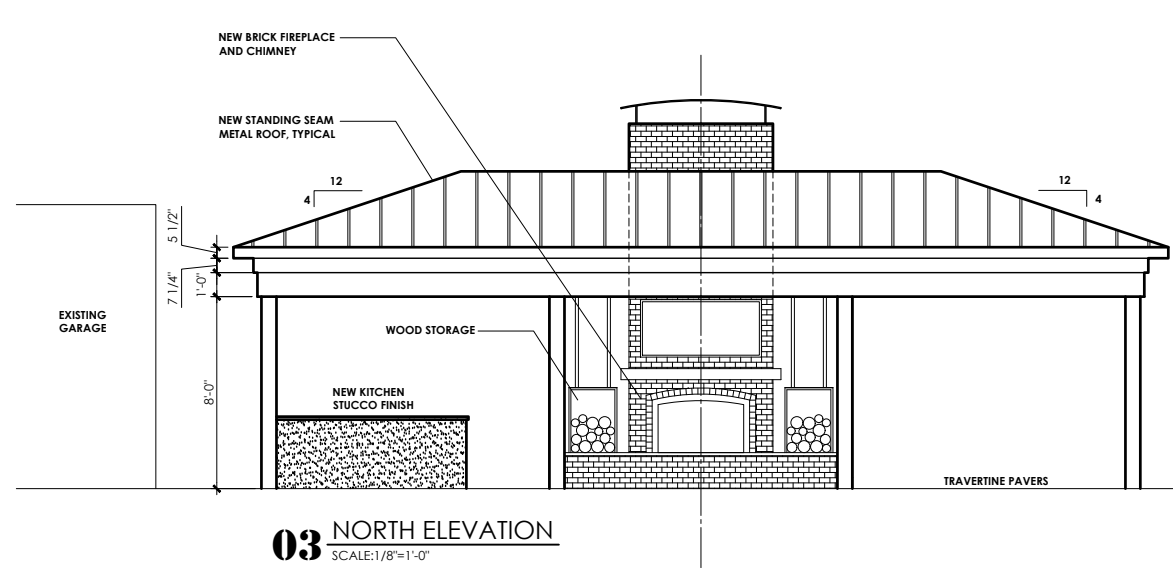 NEW BRICK FIREPLACE
AND CHIMNEY
NEW STANDING SEAM
METAL ROOF, TYPICAL
12
4
12
4
5 1/2"
7 1/4"
1'-0"
8'-0"
EXISTING
GARAGE
WOOD STORAGE
NEW KITCHEN
STUCCO FINISH
TRAVERTINE PAVERS
03 NORTH ELEVATION
SCALE:1/8"=1'-0"